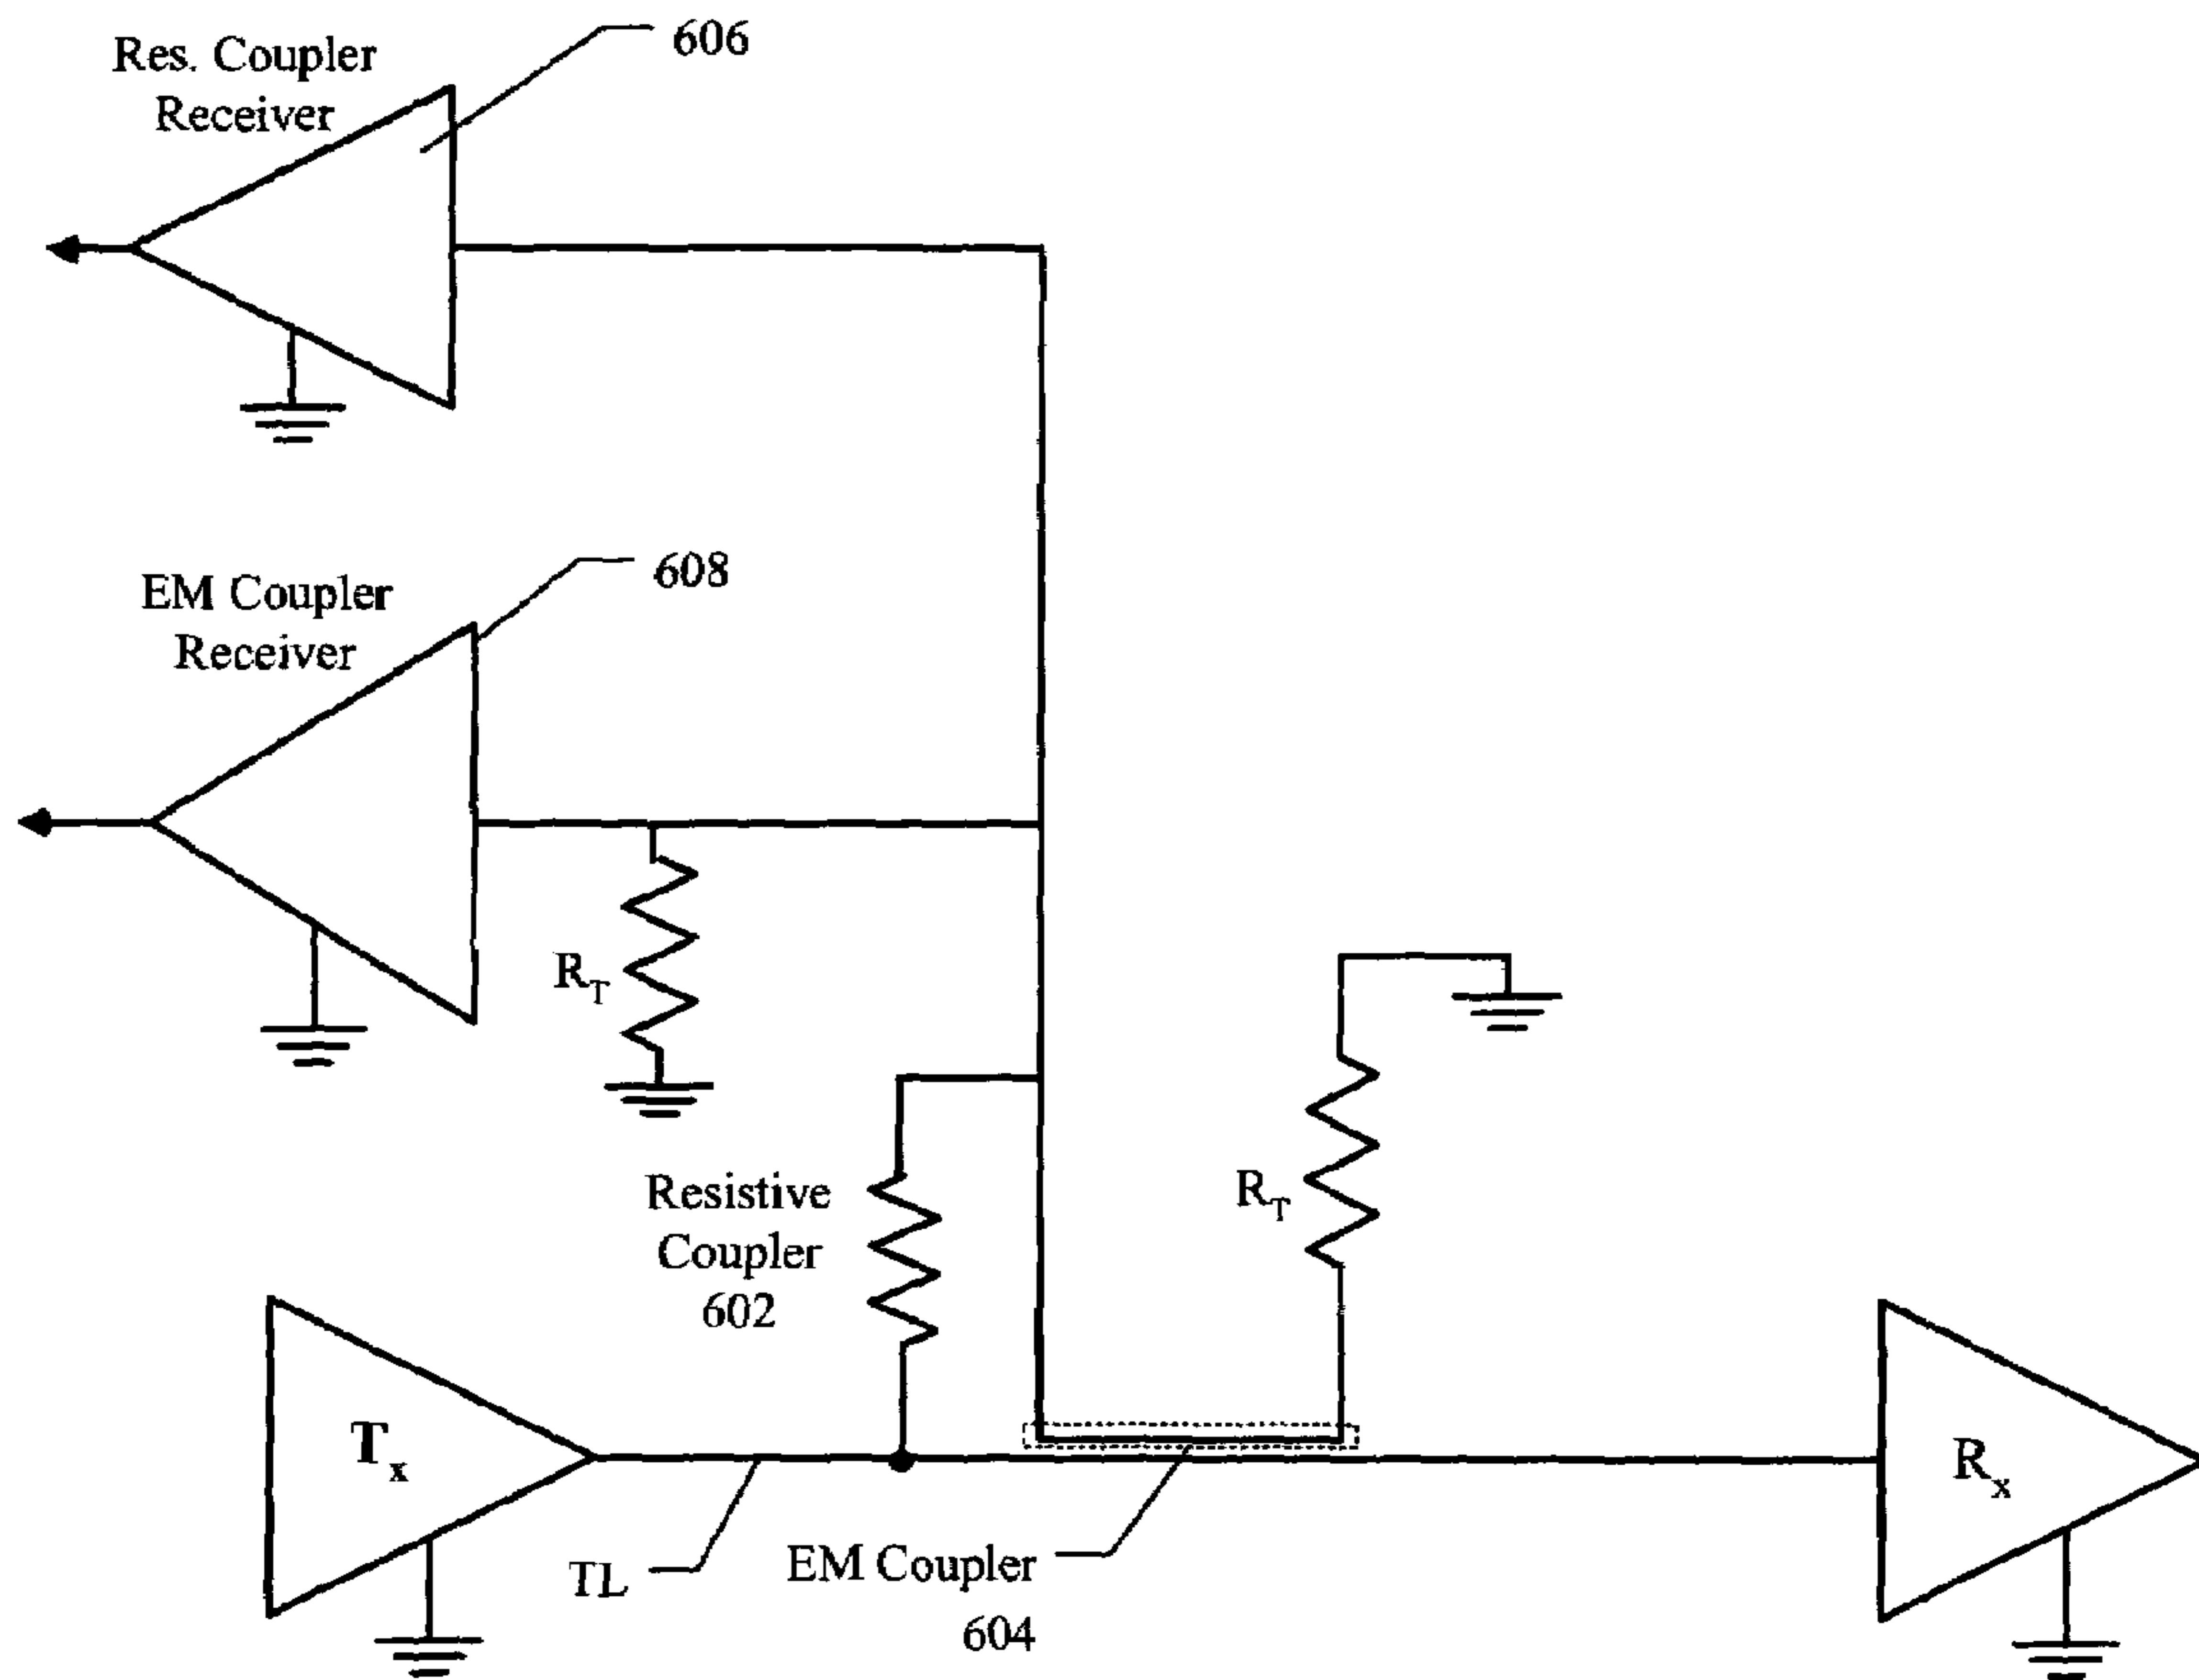 606
Res. Coupler
Receiver
608
EM Coupler
Receiver
R_T
Resistive
Coupler
602
R_T
T_x
R_x
TL
EM Coupler
604